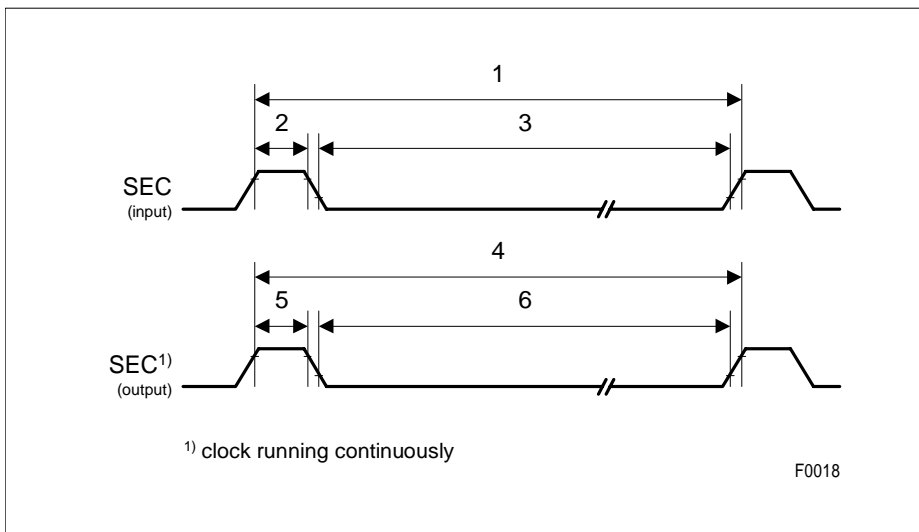 1
2 3
SEC
(input)
4
5 6
SEC1)
(output)
1) clock running continuously
F0018